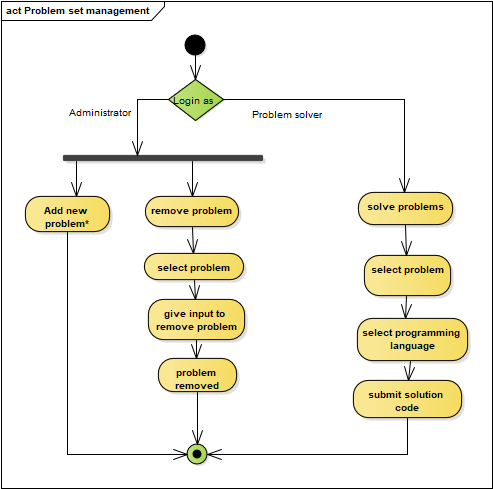 act Problem set management
Login as
Administrator
Problem solver
Add new
problem*
remove problem
solve problems
select problem
select problem
give input to
remove problem
select programming
language
problem
removed
submit solution
code